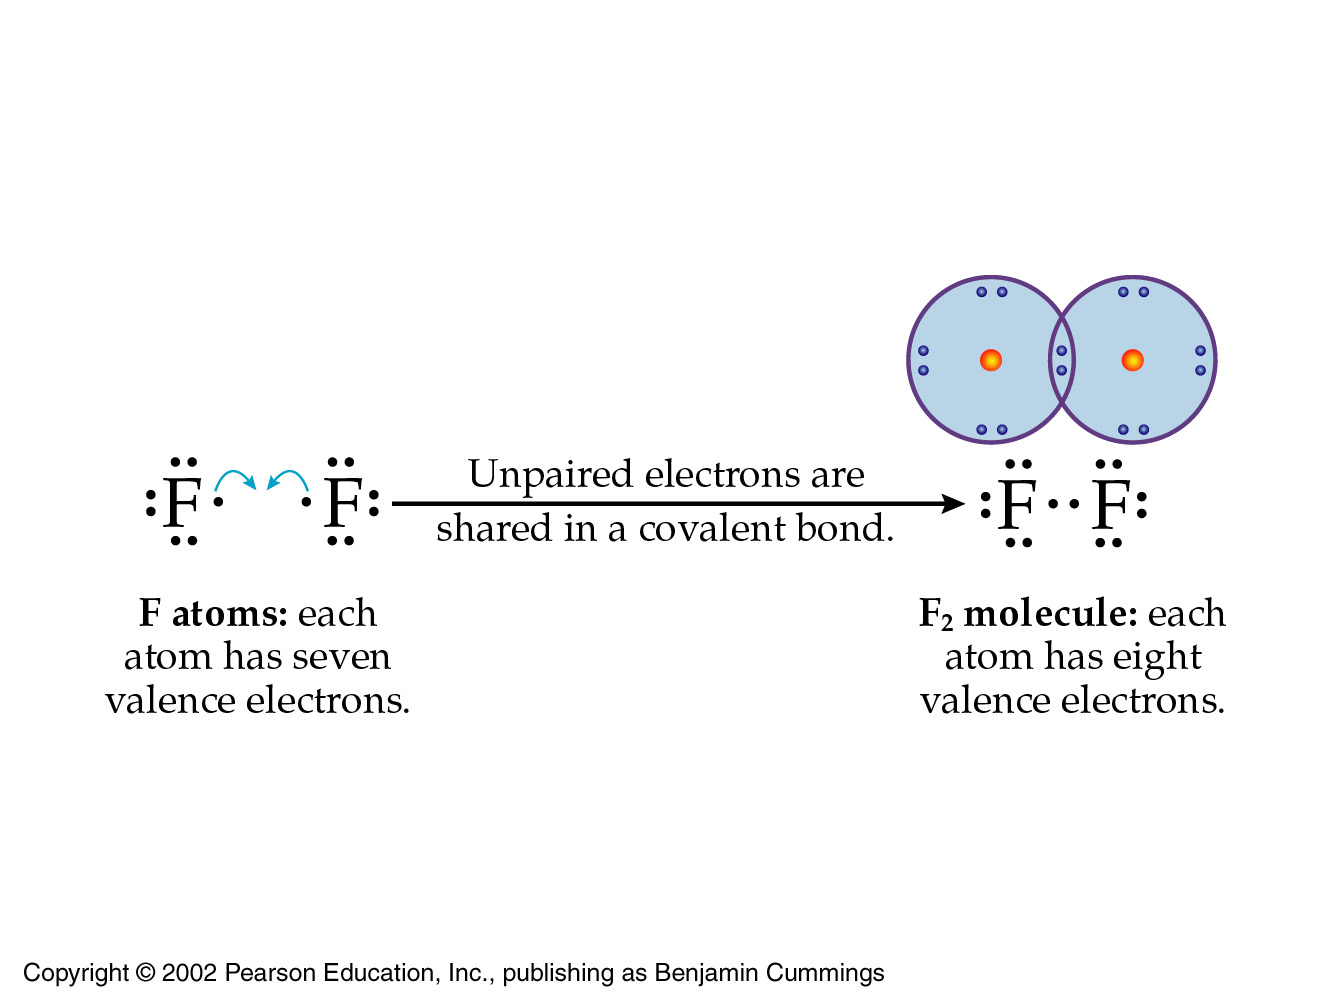 :F· ·F:
Unpaired electrons are
shared in a covalent bond.
:F··F:
F atoms: each
atom has seven
valence electrons.
F₂ molecule: each
atom has eight
valence electrons.
Copyright © 2002 Pearson Education, Inc., publishing as Benjamin Cummings